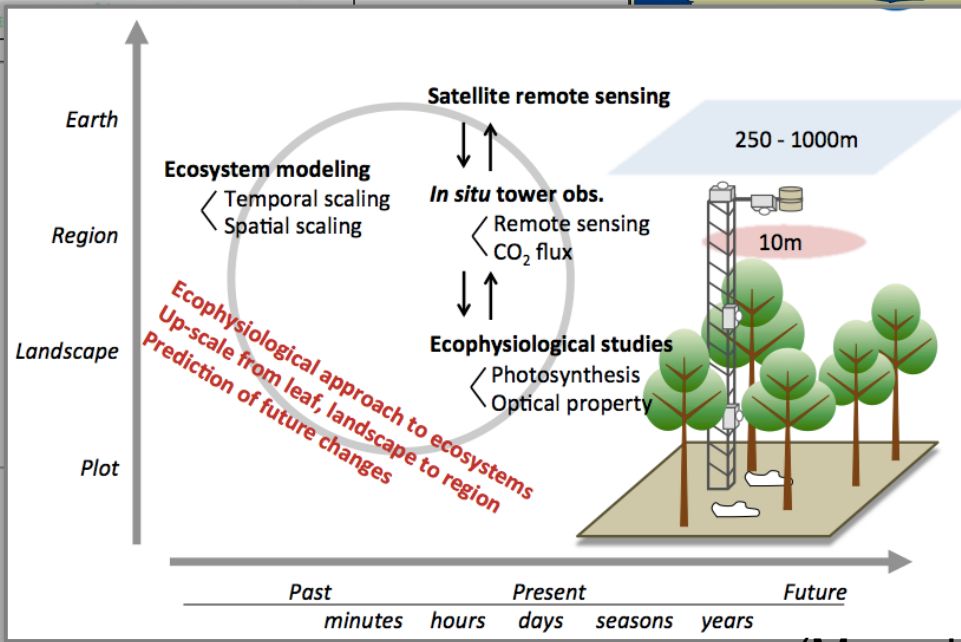 Earth
Satellite remote sensing
250 - 1000m
Ecosystem modeling
Temporal scaling
Spatial scaling
In situ tower obs.
Remote sensing
CO₂ flux
Region
10m
Ecophysiological approach to ecosystems
Up-scale from leaf, landscape to region
Prediction of future changes
Landscape
Ecophysiological studies
Photosynthesis
Optical property
Plot
Past Present Future
minutes hours days seasons years